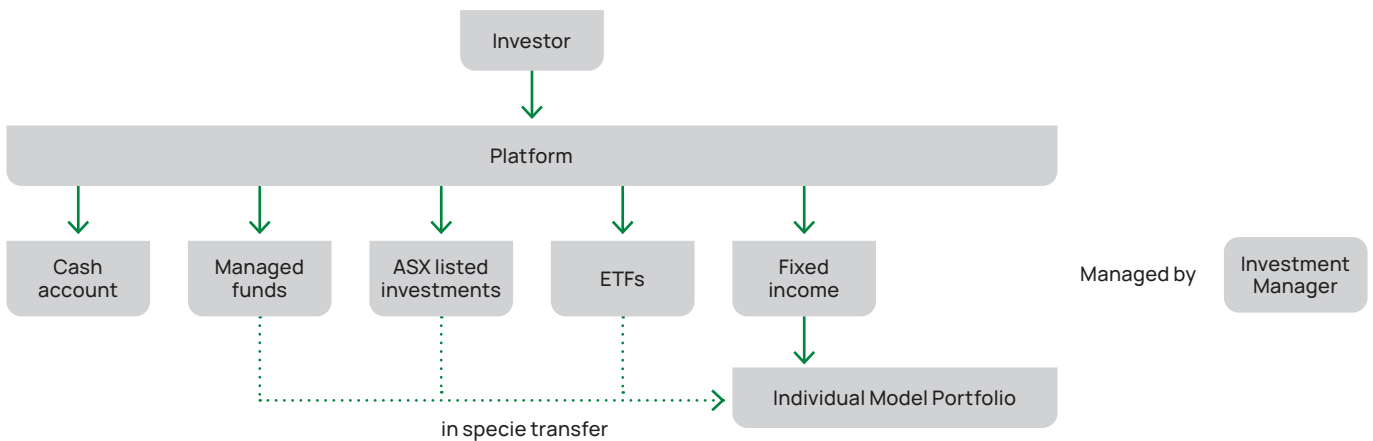 Investor
Platform
Cash
account
Managed
funds
ASX listed
investments
ETFs
Fixed
income
Managed by
Investment
Manager
Individual Model Portfolio
in specie transfer